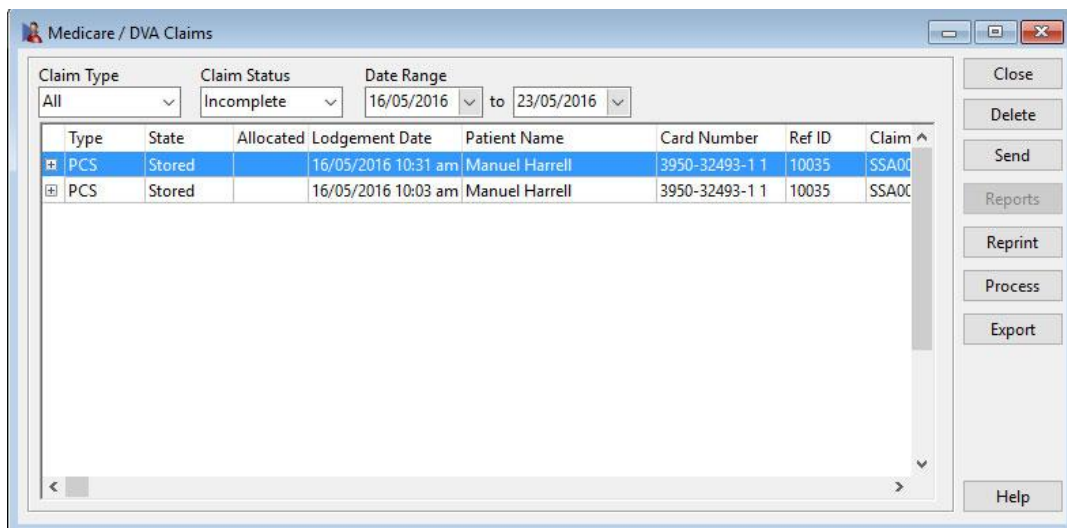 Medicare / DVA Claims
Claim Type Claim Status Date Range
All Incomplete 16/05/2016 to 23/05/2016
Type State Allocated Lodgement Date Patient Name Card Number Ref ID Claim
PCS Stored 16/05/2016 10:31 am Manuel Harrell 3950-32493-1 1 10035 SSA00
PCS Stored 16/05/2016 10:03 am Manuel Harrell 3950-32493-1 1 10035 SSA00
Close
Delete
Send
Reports
Reprint
Process
Export
Help